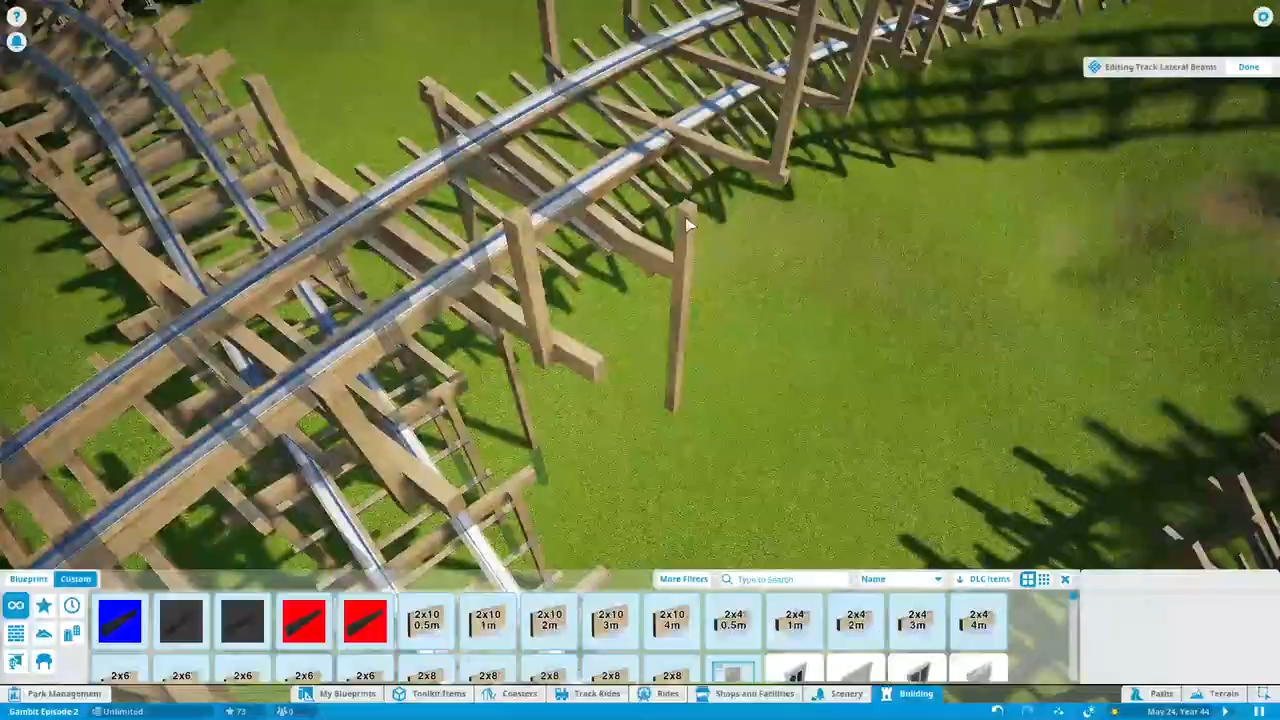 ?
Editing Track Lateral Beams Done
Blueprint Custom More Filters Type to Search Name DLC Items
2x10 0.5m 2x10 1m 2x10 2m 2x10 3m 2x10 4m 2x4 0.5m 2x4 1m 2x4 2m 2x4 3m 2x4 4m
2x6 2x6 2x6 2x6 2x6 2x8 2x8 2x8 2x8 2x8
Park Management My Blueprints Toolkit Items Coasters Track Rides Rides Shops and Facilities Scenery Building Paths Terrain
Gambit Episode 2 Unlimited 73 0 May 24, Year 44